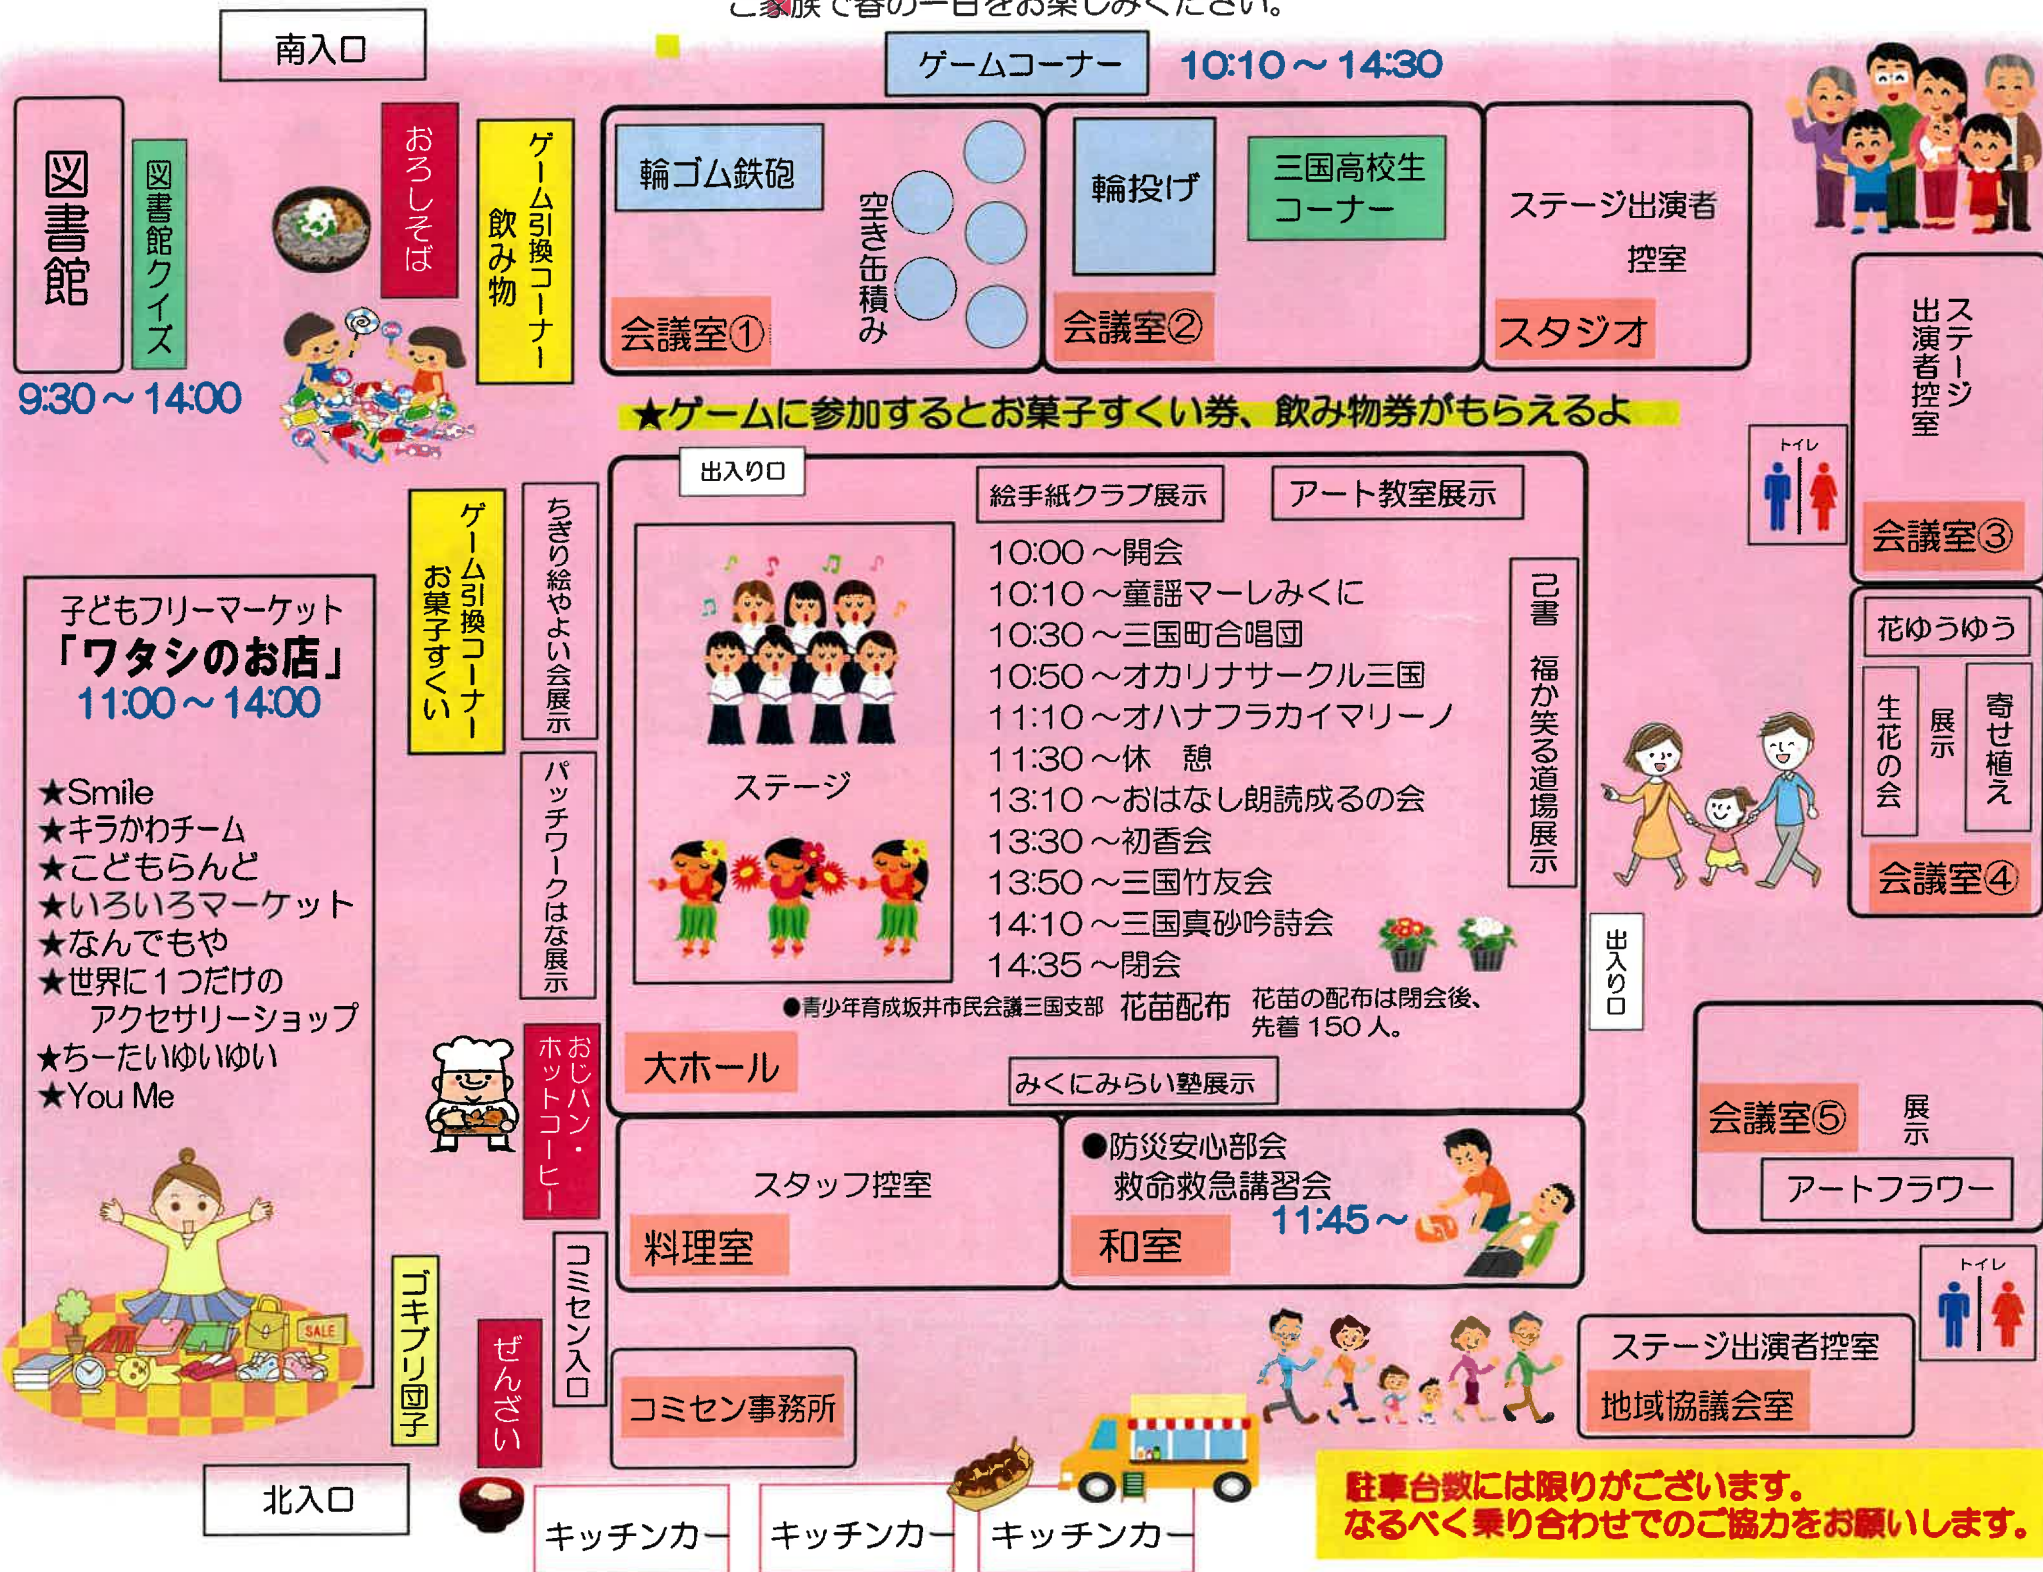 ご家族で春の一日をお楽しみください。
南入口
ゲームコーナー
10:10～14:30
図書館
図書館クイズ
9:30～14:00
おろしそば
ゲーム引換コーナー
飲み物
輪ゴム鉄砲
空き缶積み
会議室①
輪投げ
三国高校生
コーナー
会議室②
ステージ出演者
控室
スタジオ
★ゲームに参加するとお菓子すくい券、飲み物券がもらえるよ
ステージ
出演者控室
会議室③
トイレ
子どもフリーマーケット
「ワタシのお店」
11:00～14:00
★Smile
★キラかわチーム
★こどもらんど
★いろいろマーケット
★なんでもや
★世界に1つだけの
アクセサリーショップ
★ちーたいゆいゆい
★You Me
SALE
ゲーム引換コーナー
お菓子すくい
ちぎり絵やよい会展示
パッチワークはな展示
おじパン・
ホットコーヒー
出入り口
絵手紙クラブ展示
アート教室展示
ステージ
10:00～開会
10:10～童謡マーレみくに
10:30～三国町合唱団
10:50～オカリナサークル三国
11:10～オハナフラカイマリーノ
11:30～休　憩
13:10～おはなし朗読成るの会
13:30～初香会
13:50～三国竹友会
14:10～三国真砂吟詩会
14:35～閉会
●青少年育成坂井市民会議三国支部 花苗配布
花苗の配布は閉会後、
先着150人。
己書　福か笑る道場展示
大ホール
みくにみらい塾展示
出入り口
花ゆうゆう
生花の会
展示
寄せ植え
会議室④
会議室⑤
展示
アートフラワー
スタッフ控室
料理室
●防災安心部会
救命救急講習会
11:45～
和室
トイレ
コミセン入口
ゴキブリ団子
ぜんざい
コミセン事務所
ステージ出演者控室
地域協議会室
北入口
キッチンカー
キッチンカー
キッチンカー
駐車台数には限りがございます。
なるべく乗り合わせでのご協力をお願いします。